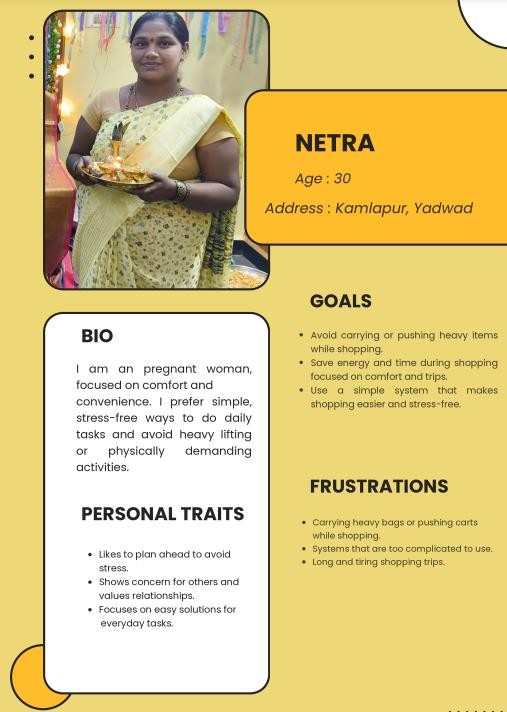 NETRA
Age : 30
Address : Kamlapur, Yadwad
BIO
I am an pregnant woman,
focused on comfort and
convenience. I prefer simple,
stress-free ways to do daily
tasks and avoid heavy lifting
or physically demanding
activities.
PERSONAL TRAITS
• Likes to plan ahead to avoid
stress.
• Shows concern for others and
values relationships.
• Focuses on easy solutions for
everyday tasks.
GOALS
• Avoid carrying or pushing heavy items
while shopping.
• Save energy and time during shopping
focused on comfort and trips.
• Use a simple system that makes
shopping easier and stress-free.
FRUSTRATIONS
• Carrying heavy bags or pushing carts
while shopping.
• Systems that are too complicated to use.
• Long and tiring shopping trips.